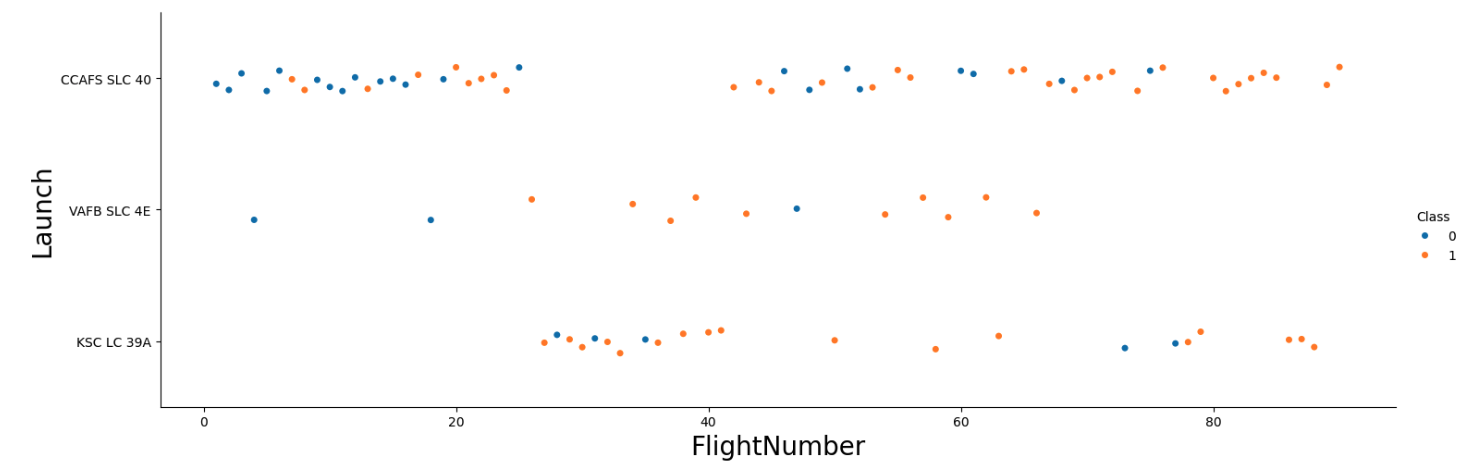 CCAFS SLC 40
VAFB SLC 4E
KSC LC 39A
Launch
0 20 40 60 80
FlightNumber
Class
0
1